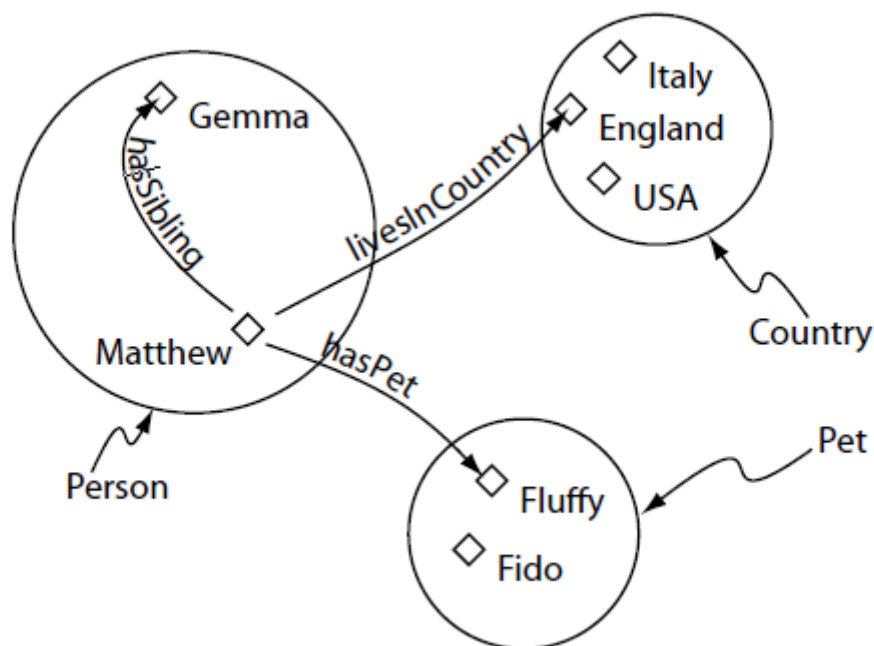 Gemma
hasSibling
Matthew
Person
livesInCountry
hasPet
Italy
England
USA
Country
Pet
Fluffy
Fido